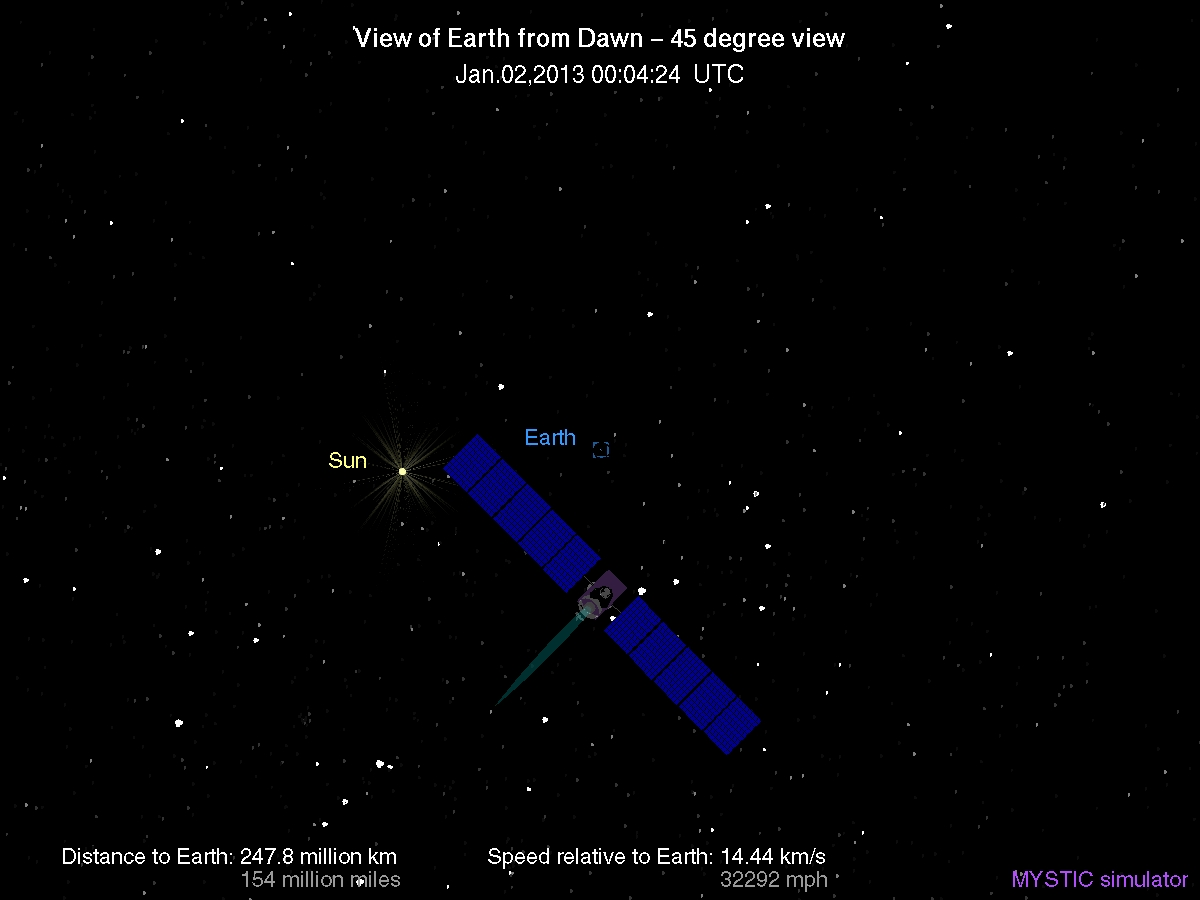 View of Earth from Dawn – 45 degree view
Jan.02,2013 00:04:24 UTC
Earth
Sun
Distance to Earth: 247.8 million km
154 million miles
Speed relative to Earth: 14.44 km/s
32292 mph
MYSTIC simulator